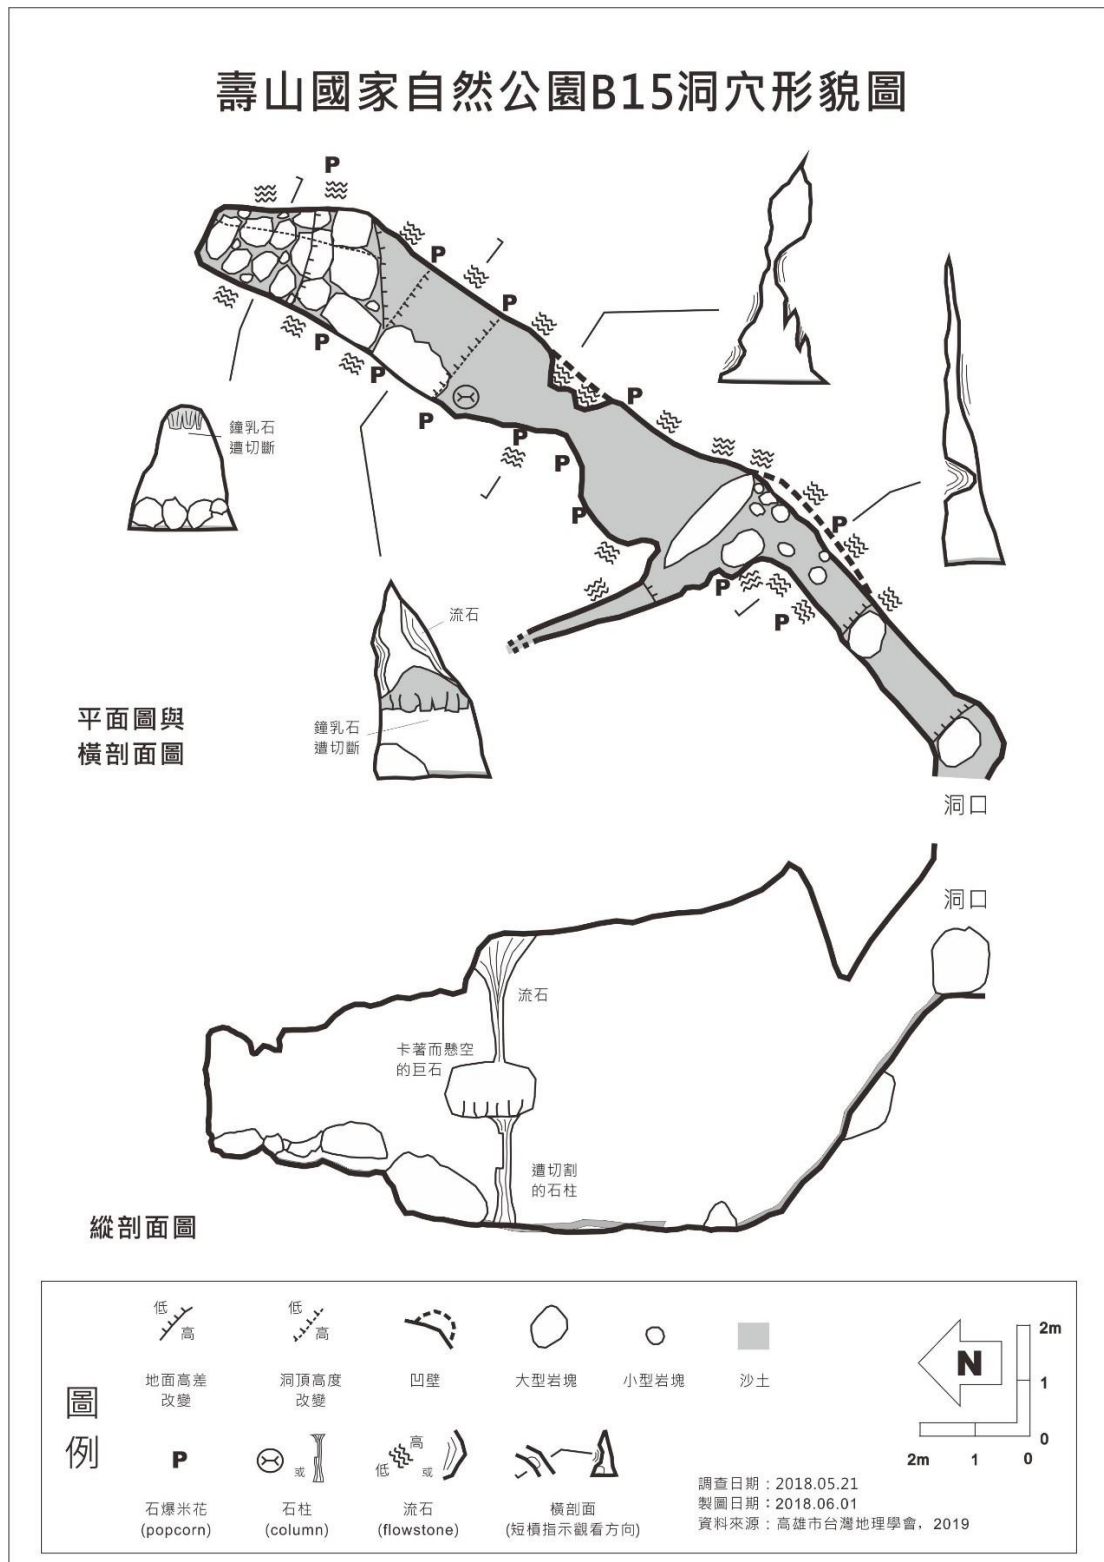 壽山國家自然公園B15洞穴形貌圖
P
P
P
P
P
P
P
P
P
P
P
P
P
P
鐘乳石
遭切斷
流石
鐘乳石
遭切斷
平面圖與
橫剖面圖
洞口
洞口
流石
卡著而懸空
的巨石
遭切割
的石柱
縱剖面圖
圖例
低
高
地面高差
改變
低
高
洞頂高度
改變
凹壁
大型岩塊
小型岩塊
沙土
P
石爆米花
(popcorn)
或
石柱
(column)
高
低
或
流石
(flowstone)
橫剖面
(短槓指示觀看方向)
N
2m
1
0
2m
1
0
調查日期：2018.05.21
製圖日期：2018.06.01
資料來源：高雄市台灣地理學會，2019